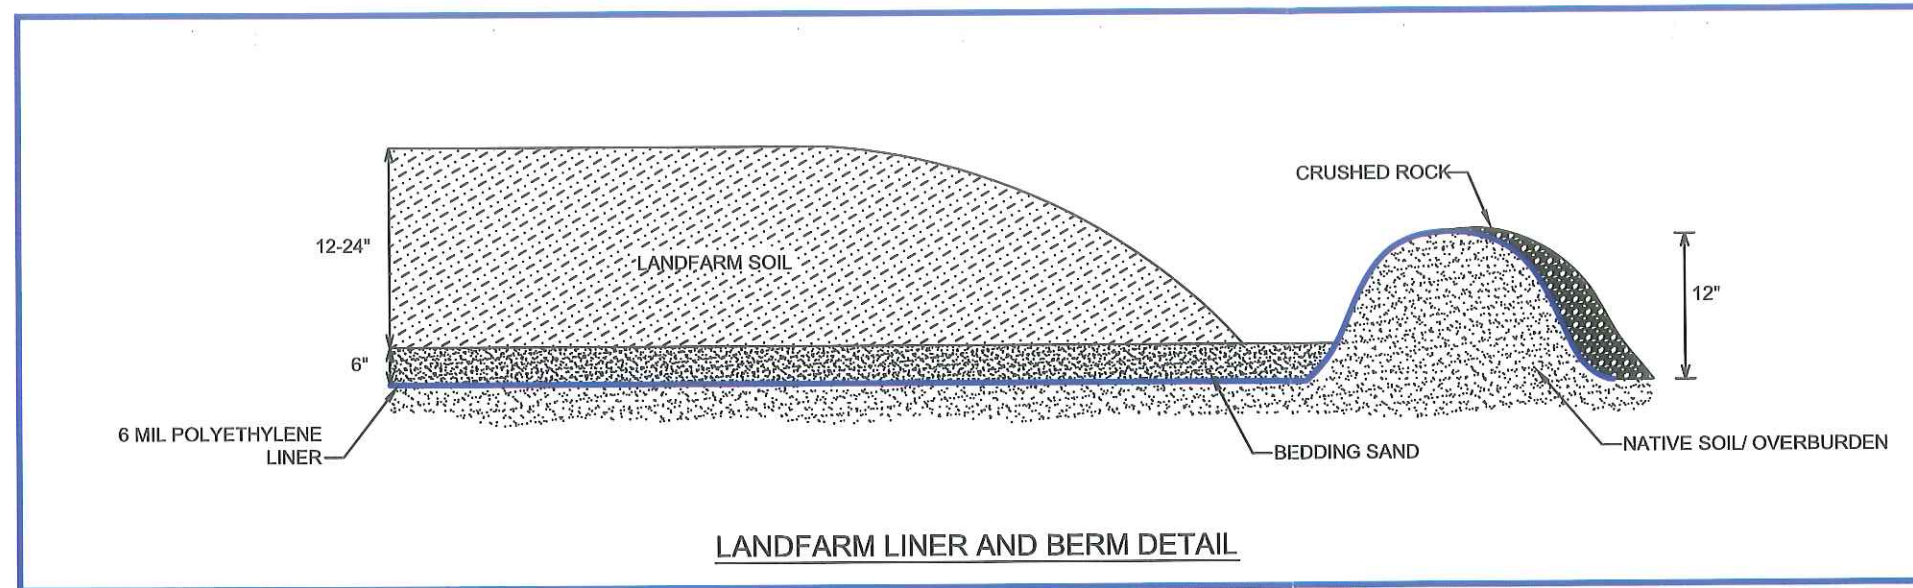 CRUSHED ROCK
12-24"
LANDFARM SOIL
12"
6"
6 MIL POLYETHYLENE
LINER
BEDDING SAND
NATIVE SOIL/ OVERBURDEN
LANDFARM LINER AND BERM DETAIL